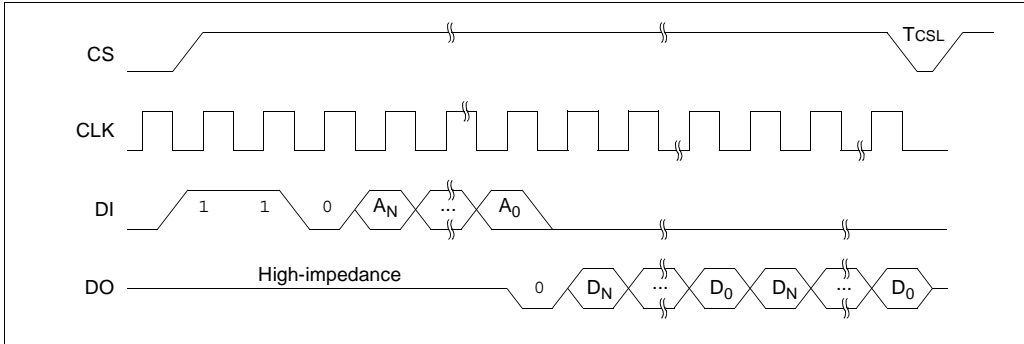 CS TCSL
CLK
DI 1 1 0 AN ... A0
High-impedance
DO 0 DN ... D0 DN ... D0